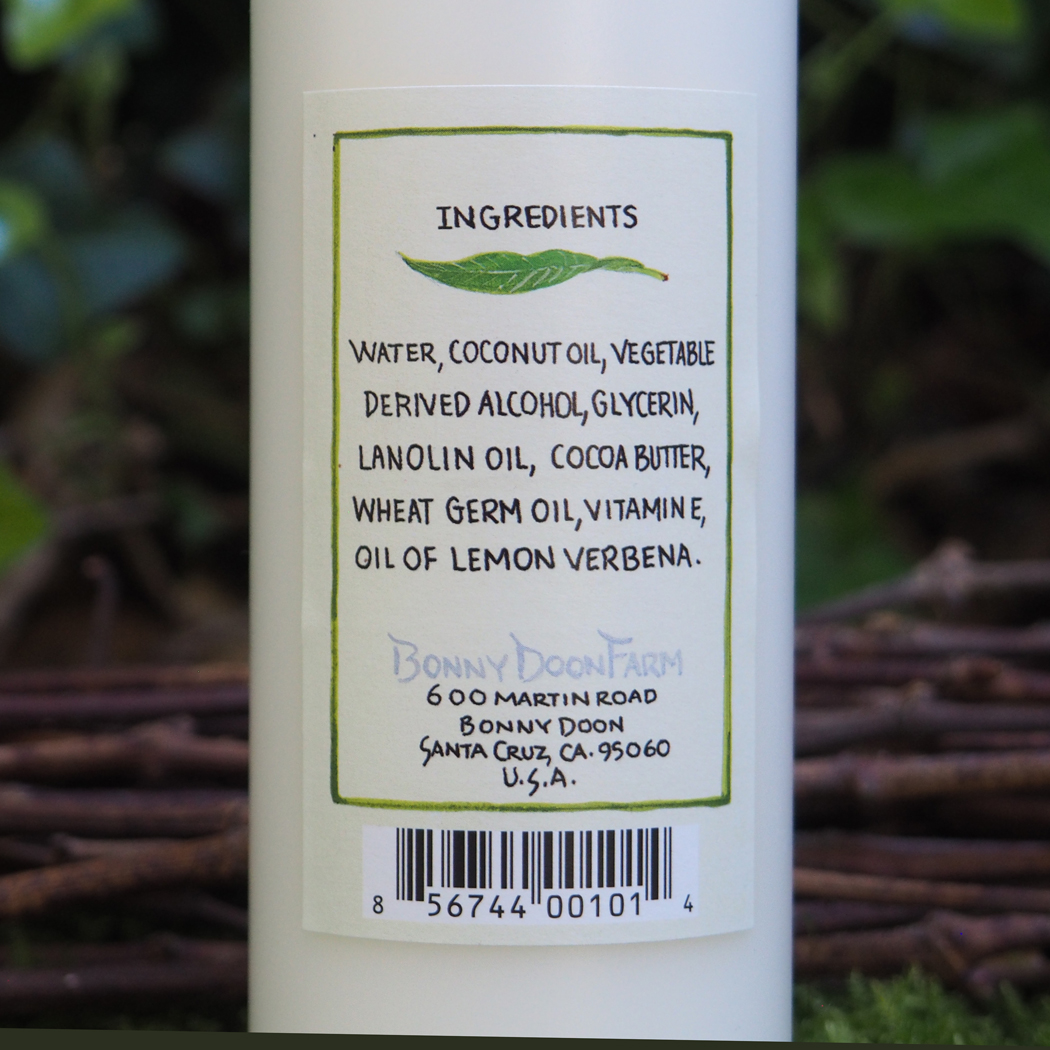 INGREDIENTS
WATER, COCONUT OIL, VEGETABLE
DERIVED ALCOHOL, GLYCERIN,
LANOLIN OIL, COCOA BUTTER,
WHEAT GERM OIL, VITAMIN E,
OIL OF LEMON VERBENA.
BONNY DOON FARM
600 MARTIN ROAD
BONNY DOON
SANTA CRUZ, CA. 95060
U.S.A.
8 56744 00101 4